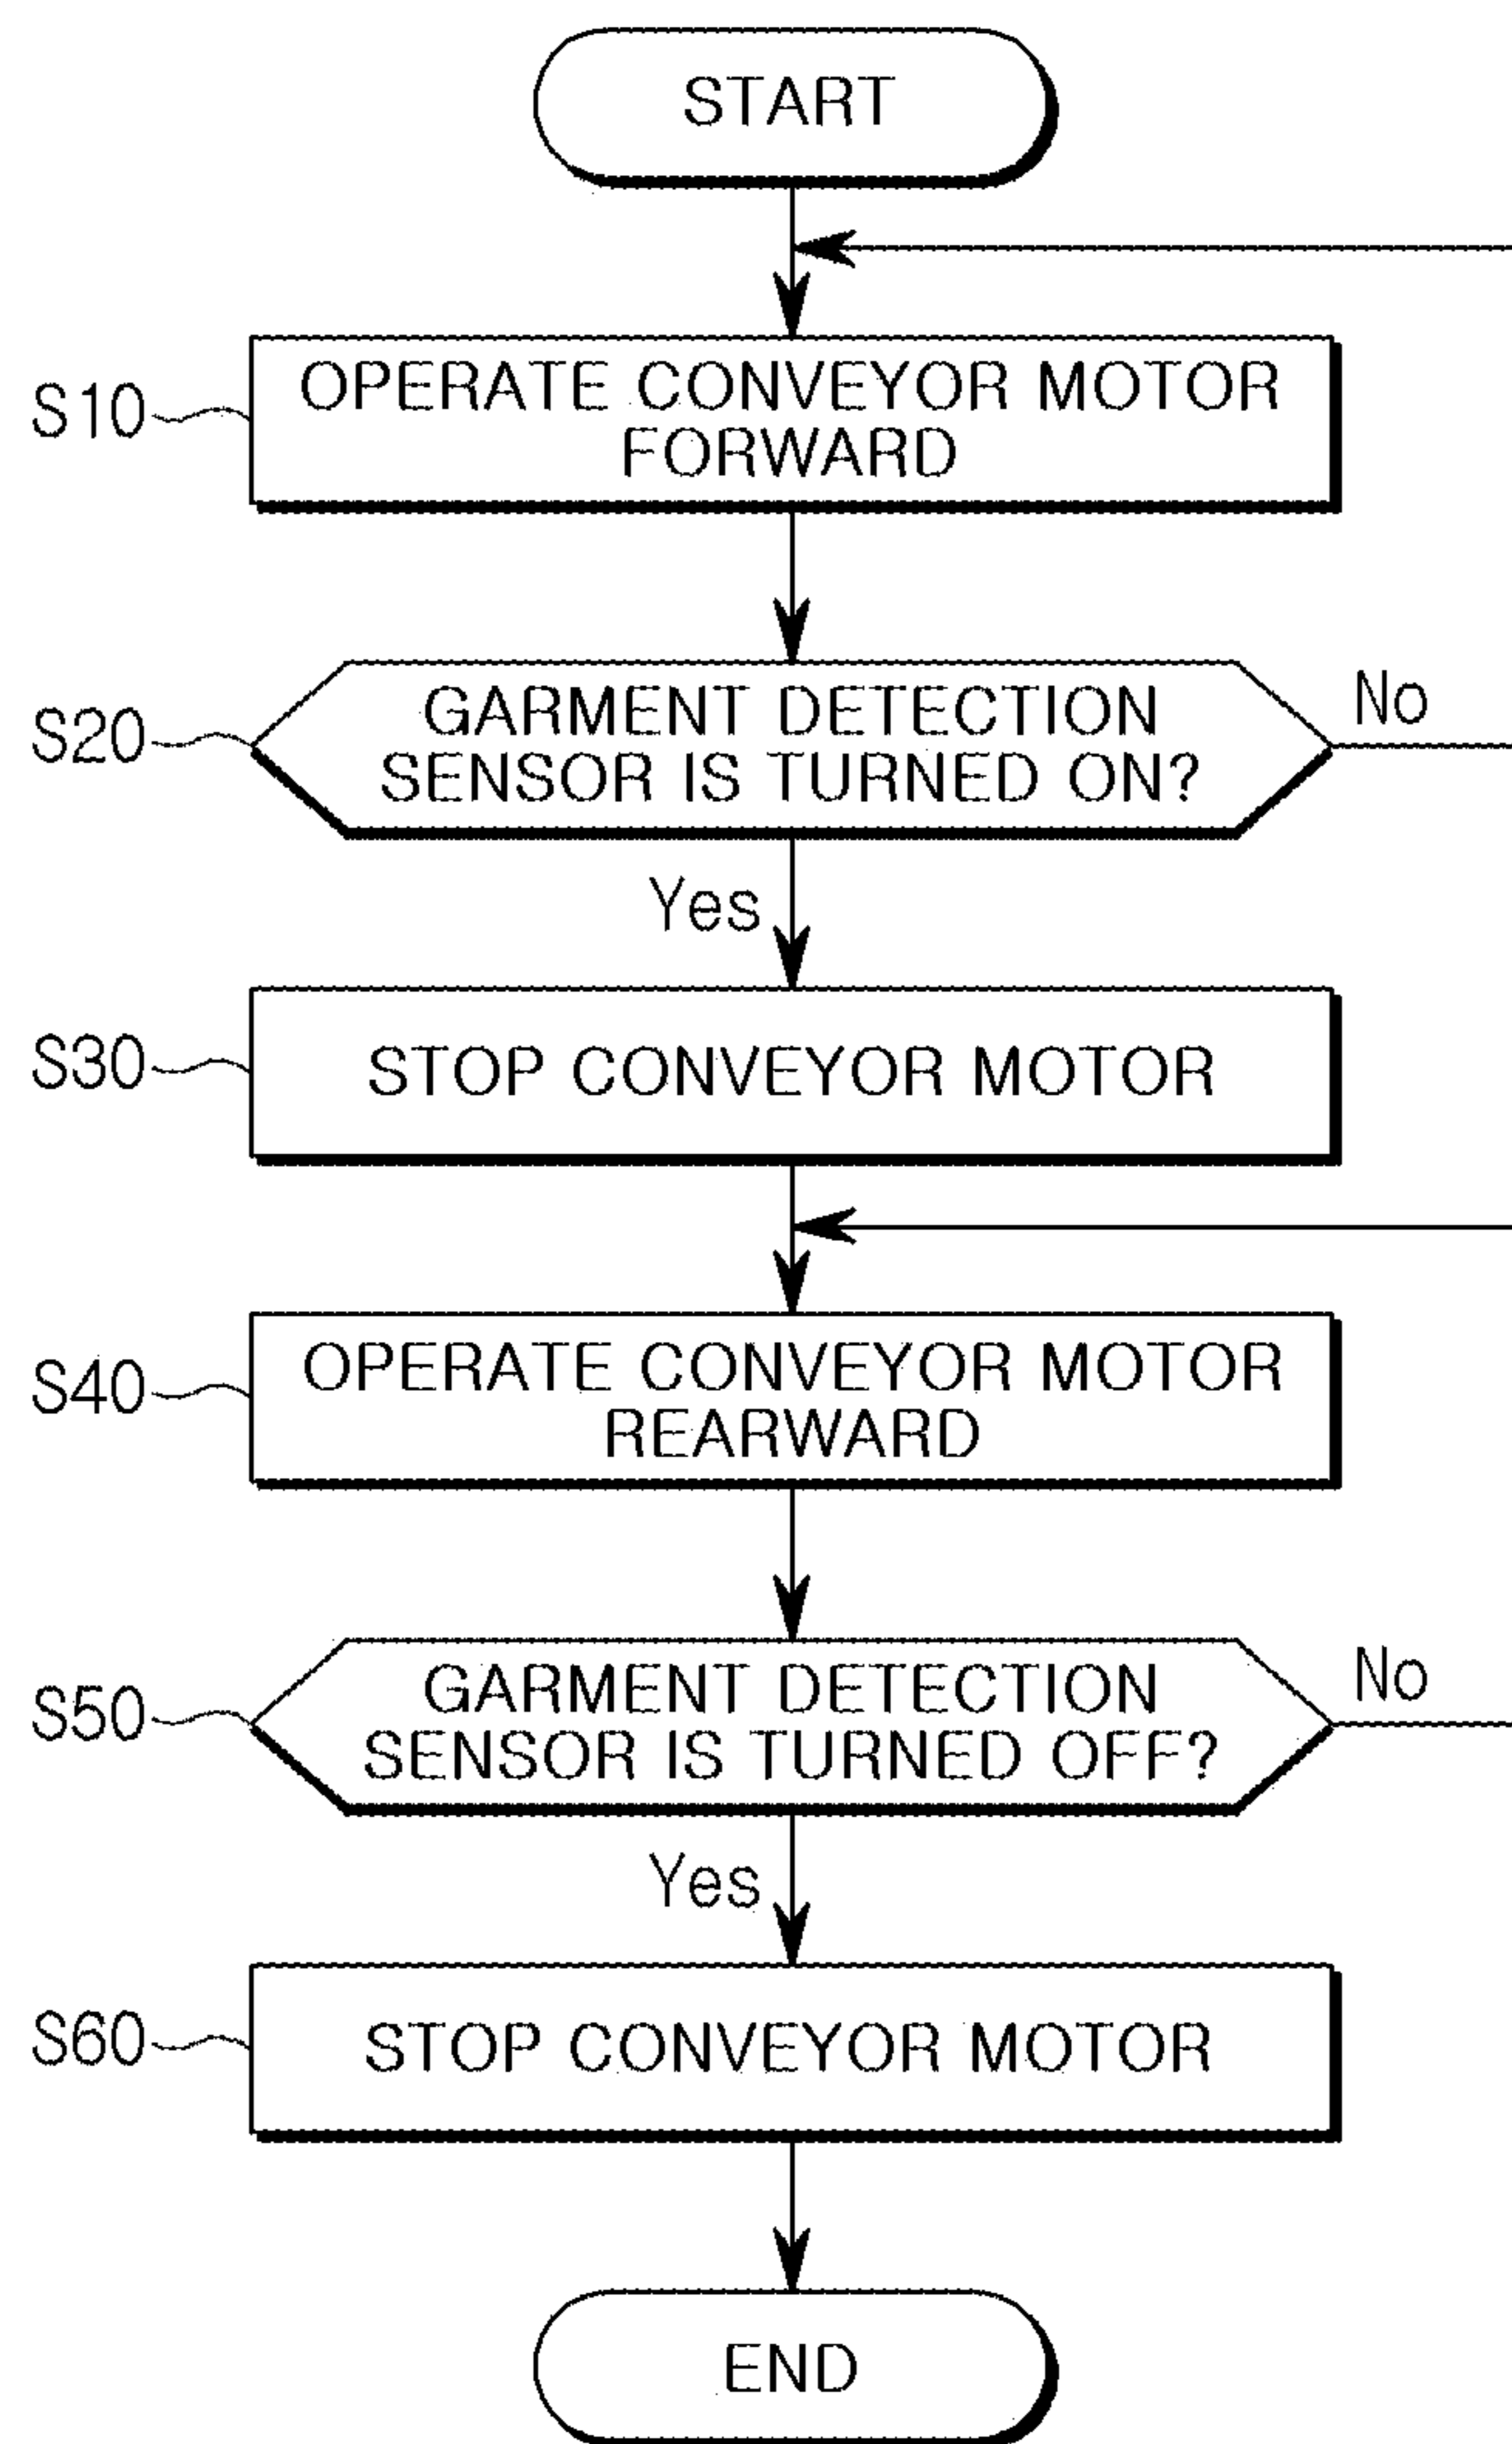 START
S10
OPERATE CONVEYOR MOTOR
FORWARD
S20
GARMENT DETECTION
SENSOR IS TURNED ON?
No
Yes
S30
STOP CONVEYOR MOTOR
S40
OPERATE CONVEYOR MOTOR
REARWARD
S50
GARMENT DETECTION
SENSOR IS TURNED OFF?
No
Yes
S60
STOP CONVEYOR MOTOR
END